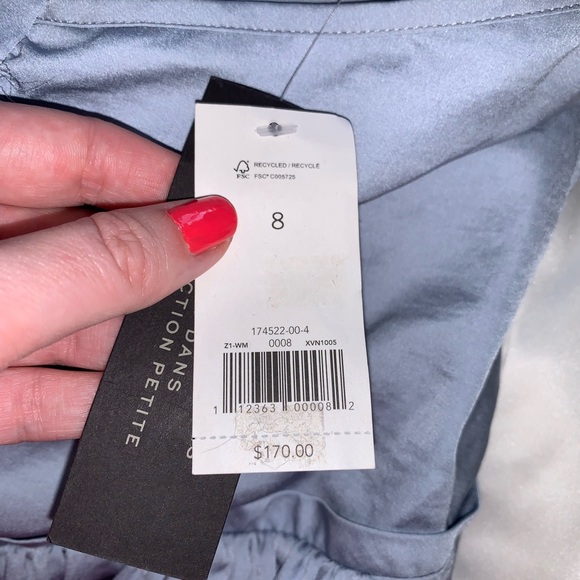 RECYCLED / RECYCLÉ
FSC
FSC® C005725
8
174522-00-4
Z1-WM 0008 XVN1005
1 12363 00008 2
$170.00
DANS
CTION PETITE